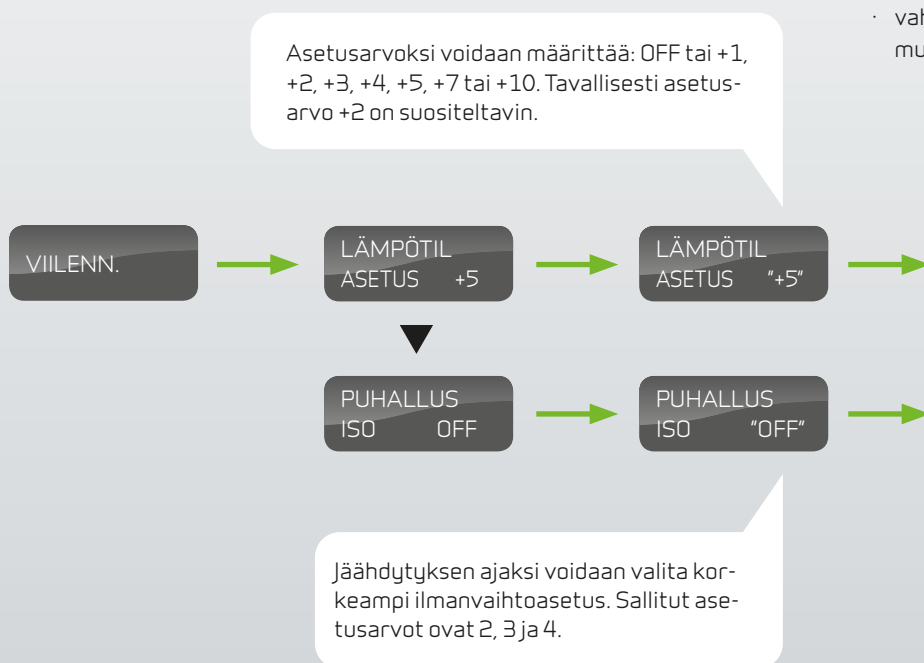 Asetusarvoksi voidaan määrittää: OFF tai +1,
+2, +3, +4, +5, +7 tai +10. Tavallisesti asetus-
arvo +2 on suositeltavin.
VIILENN.
LÄMPÖTIL
ASETUS +5
LÄMPÖTIL
ASETUS "+5"
PUHALLUS
ISO OFF
PUHALLUS
ISO "OFF"
Jäähdytyksen ajaksi voidaan valita kor-
keampi ilmanvaihtoasetus. Sallitut ase-
tusarvot ovat 2, 3 ja 4.